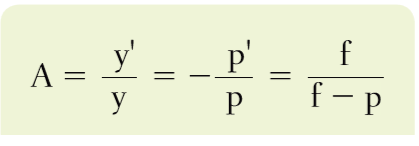 A = y'/y = −p'/p = f/(f − p)